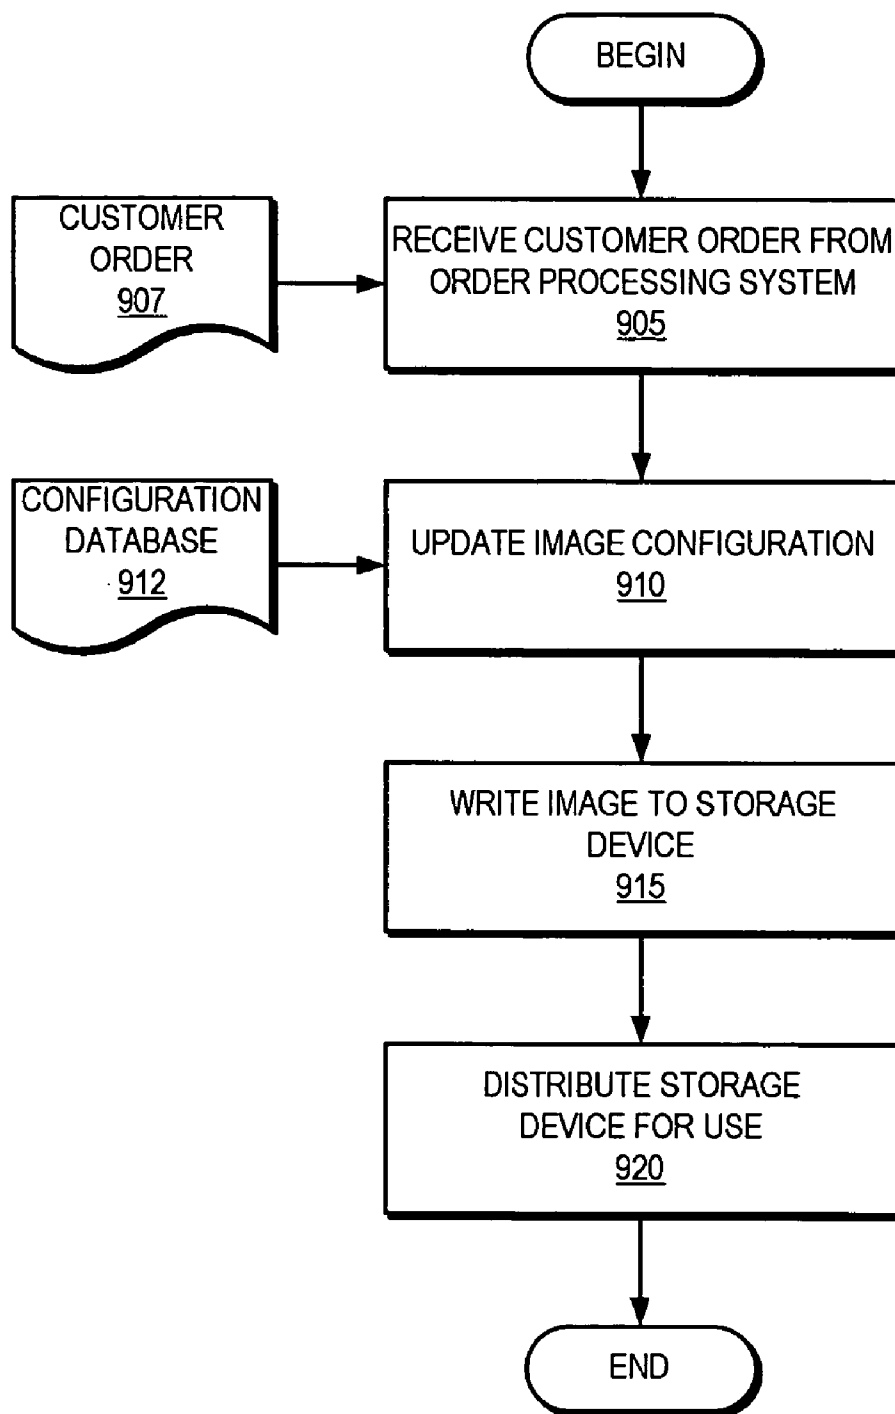 BEGIN
CUSTOMER
ORDER
907
RECEIVE CUSTOMER ORDER FROM
ORDER PROCESSING SYSTEM
905
CONFIGURATION
DATABASE
912
UPDATE IMAGE CONFIGURATION
910
WRITE IMAGE TO STORAGE
DEVICE
915
DISTRIBUTE STORAGE
DEVICE FOR USE
920
END